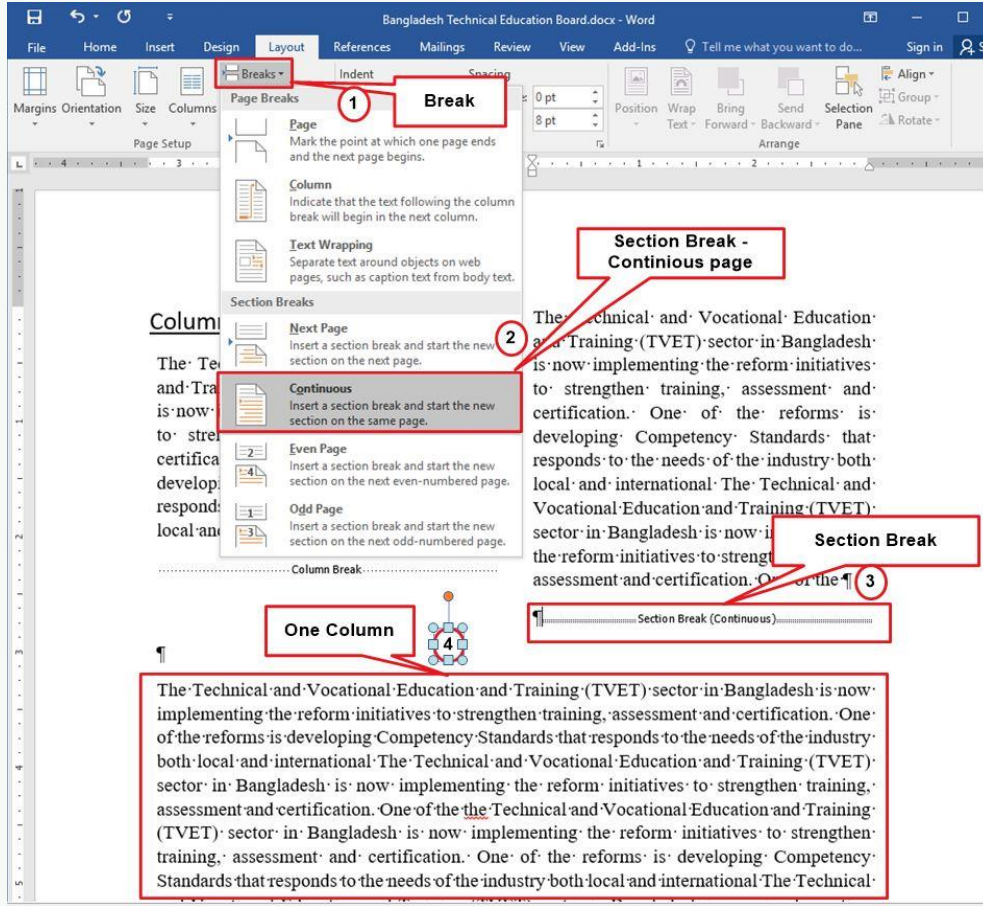 Bangladesh Technical Education Board.docx - Word
File Home Insert Design Layout References Mailings Review View Add-Ins Tell me what you want to do... Sign in
Breaks
Indent
Spacing
Margins Orientation Size Columns
0 pt
8 pt
Position Wrap Text Bring Forward Send Backward Selection Pane
Align
Group
Rotate
Page Setup
Arrange
1
Break
Page Breaks
Page
Mark the point at which one page ends
and the next page begins.
Column
Indicate that the text following the column
break will begin in the next column.
Text Wrapping
Separate text around objects on web
pages, such as caption text from body text.
Section Breaks
Next Page
Insert a section break and start the new
section on the next page.
Continuous
Insert a section break and start the new
section on the same page.
Even Page
Insert a section break and start the new
section on the next even-numbered page.
Odd Page
Insert a section break and start the new
section on the next odd-numbered page.
2
Section Break -
Continious page
The Te
and Tra
is now
to stre
certifica
develop
respond
local and
Column Break
The Technical and Vocational Education
and Training (TVET) sector in Bangladesh
is now implementing the reform initiatives
to strengthen training, assessment and
certification. One of the reforms is
developing Competency Standards that
responds to the needs of the industry both
local and international The Technical and
Vocational Education and Training (TVET)
sector in Bangladesh is now
the reform initiatives to
assessment and certification. One of the ¶
Section Break
3
¶ Section Break (Continuous)
One Column
4
¶
The Technical and Vocational Education and Training (TVET) sector in Bangladesh is now
implementing the reform initiatives to strengthen training, assessment and certification. One
of the reforms is developing Competency Standards that responds to the needs of the industry
both local and international The Technical and Vocational Education and Training (TVET)
sector in Bangladesh is now implementing the reform initiatives to strengthen training,
assessment and certification. One of the the Technical and Vocational Education and Training
(TVET) sector in Bangladesh is now implementing the reform initiatives to strengthen
training, assessment and certification. One of the reforms is developing Competency
Standards that responds to the needs of the industry both local and international The Technical